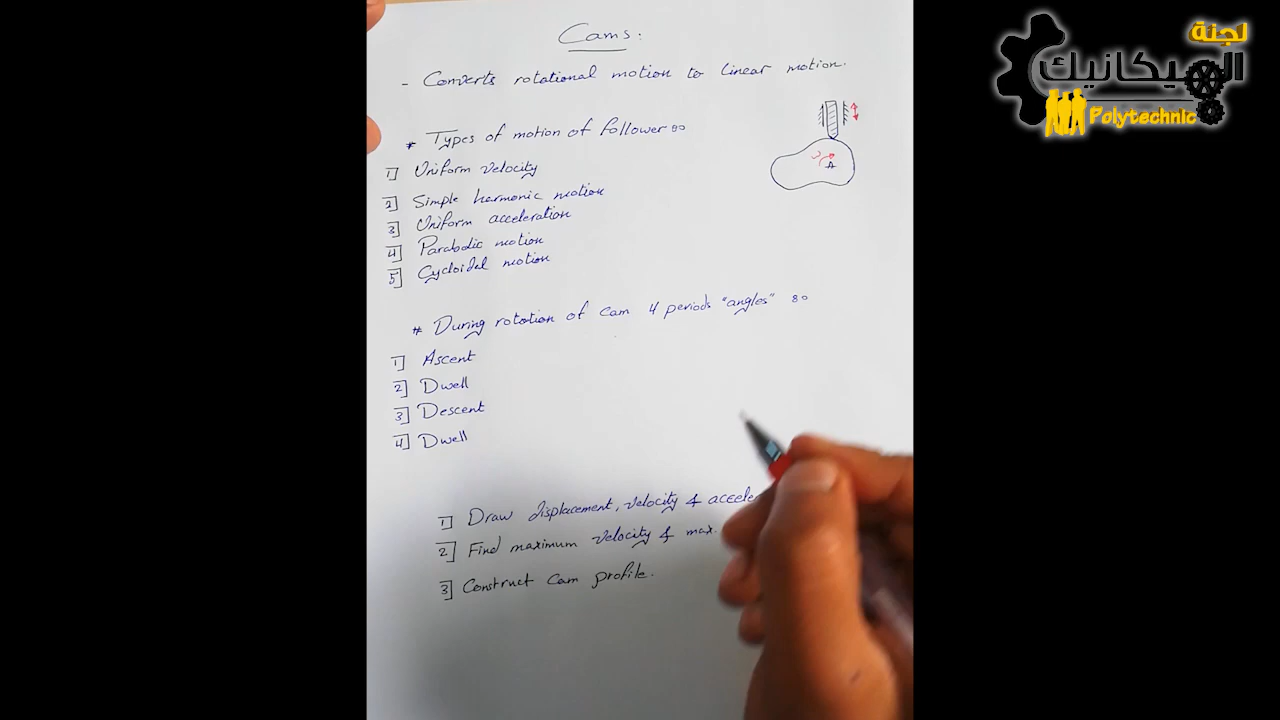 Cams:
- Converts rotational motion to linear motion.
* Types of motion of follower :-
1] Uniform velocity
2] Simple harmonic motion
3] Uniform acceleration
4] Parabolic motion
5] Cycloidel motion
A
# During rotation of cam 4 periods "angles" :-
1] Ascent
2] Dwell
3] Descent
4] Dwell
1] Draw displacement, velocity &
2] Find maximum velocity & max.
3] Construct cam profile.
لجنة
الميكانيك
Polytechnic